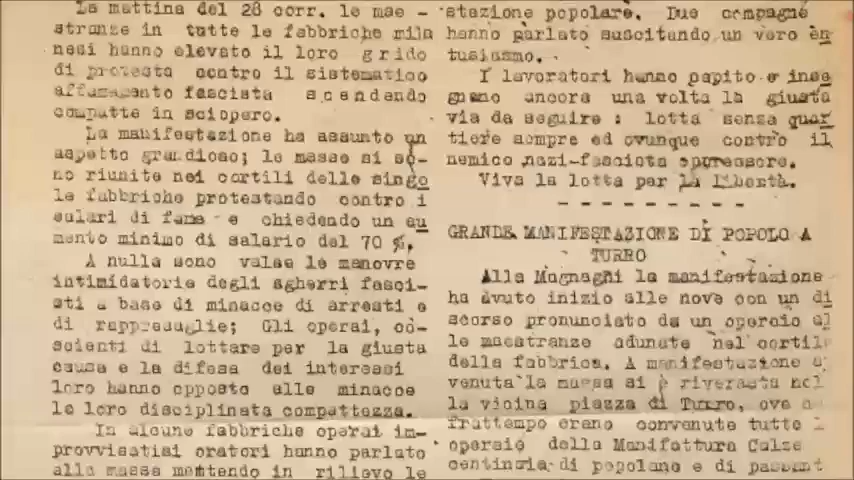 La mattina del 28 corr. le mae -
stranze in tutte le fabbriche mila
nesi hanno elevato il loro grido
di protesta contro il sistematico
affamamento fascista scendendo
compatte in sciopero.
La manifestazione ha assunto un
aspetto grandioso; le masse si so-
no riunite nei cortili delle singo
le fabbriche protestando contro i
salari di fame e chiedendo un au
mento minimo di salario del 70 %.
A nulla sono valse le manovre
intimidatorie degli sgherri fasci-
sti a base di minacce di arresti e
di rappresaglie; Gli operai, co-
scienti di lottare per la giusta
causa e la difesa dei interessi
loro hanno opposto alle minacce
le loro disciplinata compattezza.
In alcune fabbriche operai im-
provvisatisi oratori hanno parlato
alla massa mettendo in rilievo le
stazione popolare. Due compagne
hanno parlato suscitando un vero en
tusiasmo.
I lavoratori hanno capito e inse
gnano ancora una volta la giusta
via da seguire : lotta senza quar
tiere sempre ed ovunque contro il
nemico nazi-fascista oppressore.
Viva la lotta per la libertà.
- - - - - - - - -
GRANDE MANIFESTAZIONE DI POPOLO A
TURRO
Alla Magnaghi la manifestazione
ha avuto inizio alle nove con un di
scorso pronunciato da un operaio al
le maestranze adunate nel cortile
della fabbrica. A manifestazione
venuta la massa si è riversata nel
la vicina piazza di Turro, ove
frattempo erano convenute tutte
operaie della Manifattura Calze
centinaia di popolano e di passant